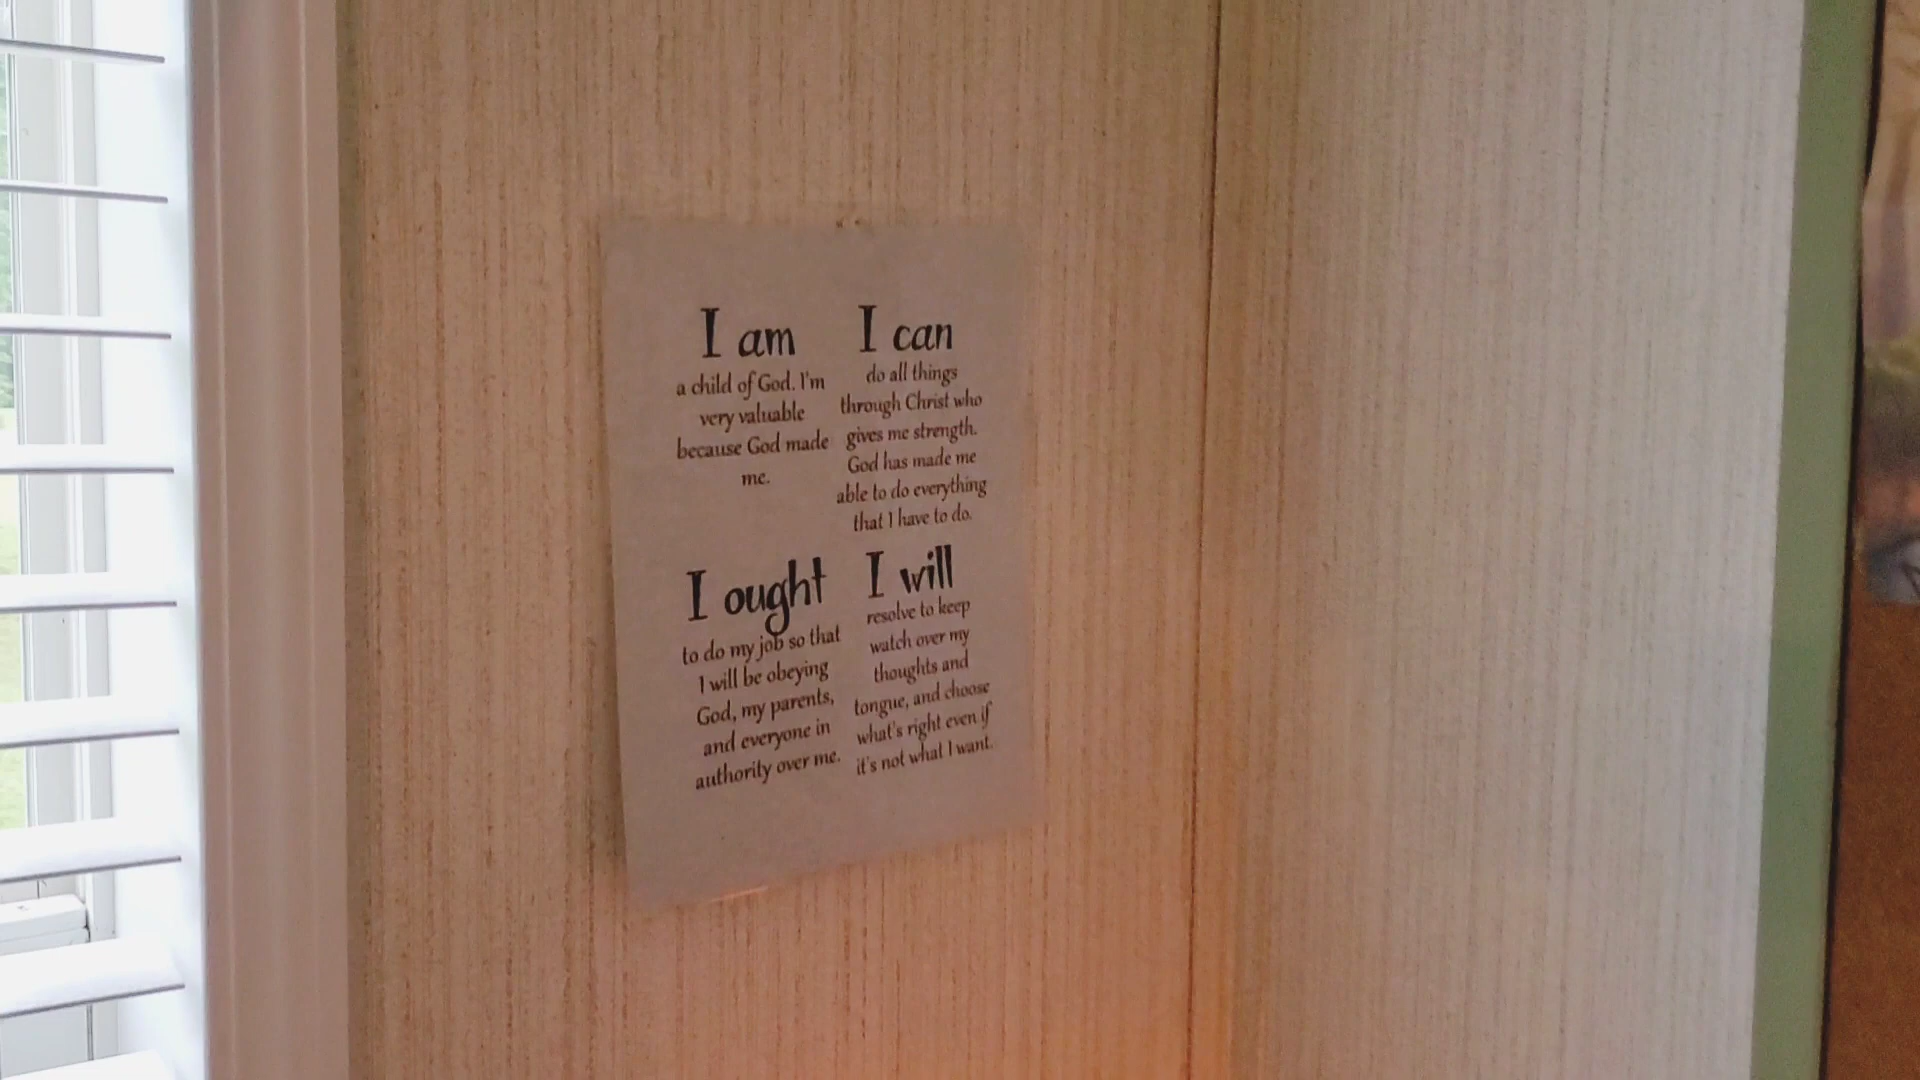 I am
a child of God. I'm
very valuable
because God made
me.
I can
do all things
through Christ who
gives me strength.
God has made me
able to do everything
that I have to do.
I ought
to do my job so that
I will be obeying
God, my parents,
and everyone in
authority over me.
I will
resolve to keep
watch over my
thoughts and
tongue, and choose
what's right even if
it's not what I want.